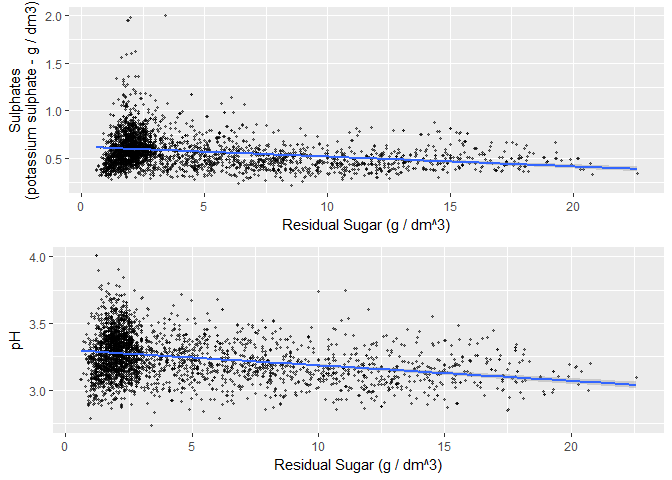 Sulphates
(potassium sulphate - g / dm3)
2.0
1.5
1.0
0.5
0 5 10 15 20
Residual Sugar (g / dm^3)
pH
4.0
3.5
3.0
0 5 10 15 20
Residual Sugar (g / dm^3)